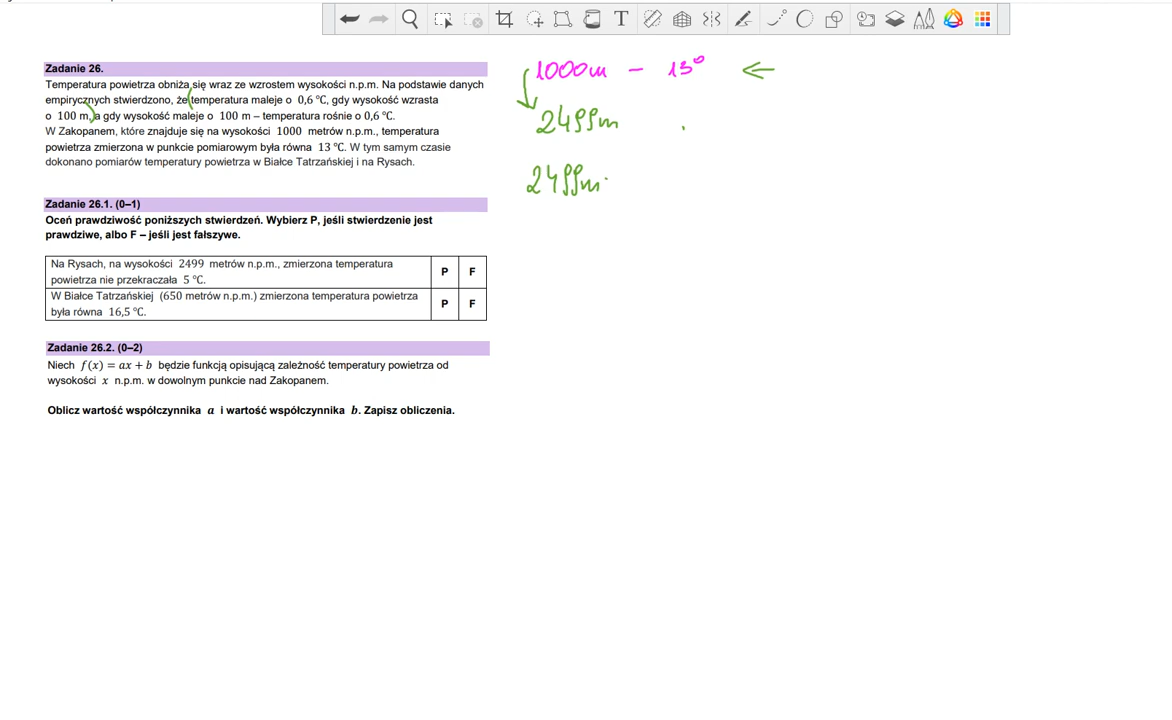 Zadanie 26.
Temperatura powietrza obniża się wraz ze wzrostem wysokości n.p.m. Na podstawie danych
empirycznych stwierdzono, że temperatura maleje o 0,6 °C, gdy wysokość wzrasta
o 100 m, a gdy wysokość maleje o 100 m – temperatura rośnie o 0,6 °C.
W Zakopanem, które znajduje się na wysokości 1000 metrów n.p.m., temperatura
powietrza zmierzona w punkcie pomiarowym była równa 13 °C. W tym samym czasie
dokonano pomiarów temperatury powietrza w Białce Tatrzańskiej i na Rysach.
Zadanie 26.1. (0–1)
Oceń prawdziwość poniższych stwierdzeń. Wybierz P, jeśli stwierdzenie jest
prawdziwe, albo F – jeśli jest fałszywe.
Na Rysach, na wysokości 2499 metrów n.p.m., zmierzona temperatura
powietrza nie przekraczała 5 °C.
P F
W Białce Tatrzańskiej (650 metrów n.p.m.) zmierzona temperatura powietrza
była równa 16,5 °C.
P F
Zadanie 26.2. (0–2)
Niech f(x) = ax + b będzie funkcją opisującą zależność temperatury powietrza od
wysokości x n.p.m. w dowolnym punkcie nad Zakopanem.
Oblicz wartość współczynnika a i wartość współczynnika b. Zapisz obliczenia.
1000m – 13°
2499m
2499m
T